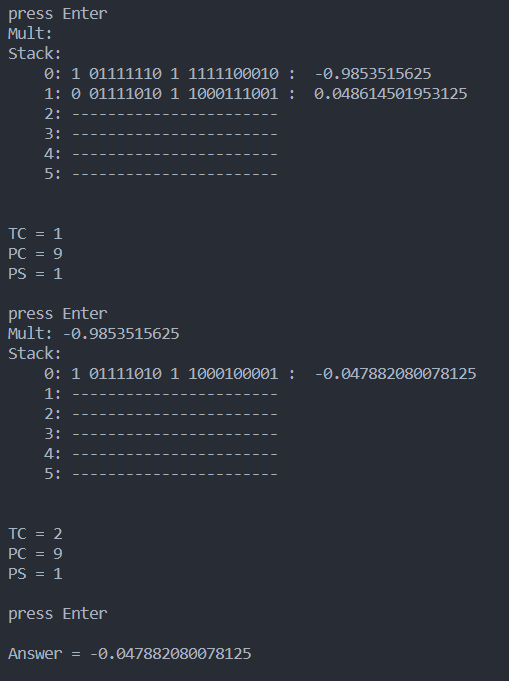 press Enter
Mult:
Stack:
0: 1 01111110 1 1111100010 : -0.9853515625
1: 0 01111010 1 1000111001 : 0.048614501953125
2: -----------------------
3: -----------------------
4: -----------------------
5: -----------------------
TC = 1
PC = 9
PS = 1
press Enter
Mult: -0.9853515625
Stack:
0: 1 01111010 1 1000100001 : -0.047882080078125
1: -----------------------
2: -----------------------
3: -----------------------
4: -----------------------
5: -----------------------
TC = 2
PC = 9
PS = 1
press Enter
Answer = -0.047882080078125